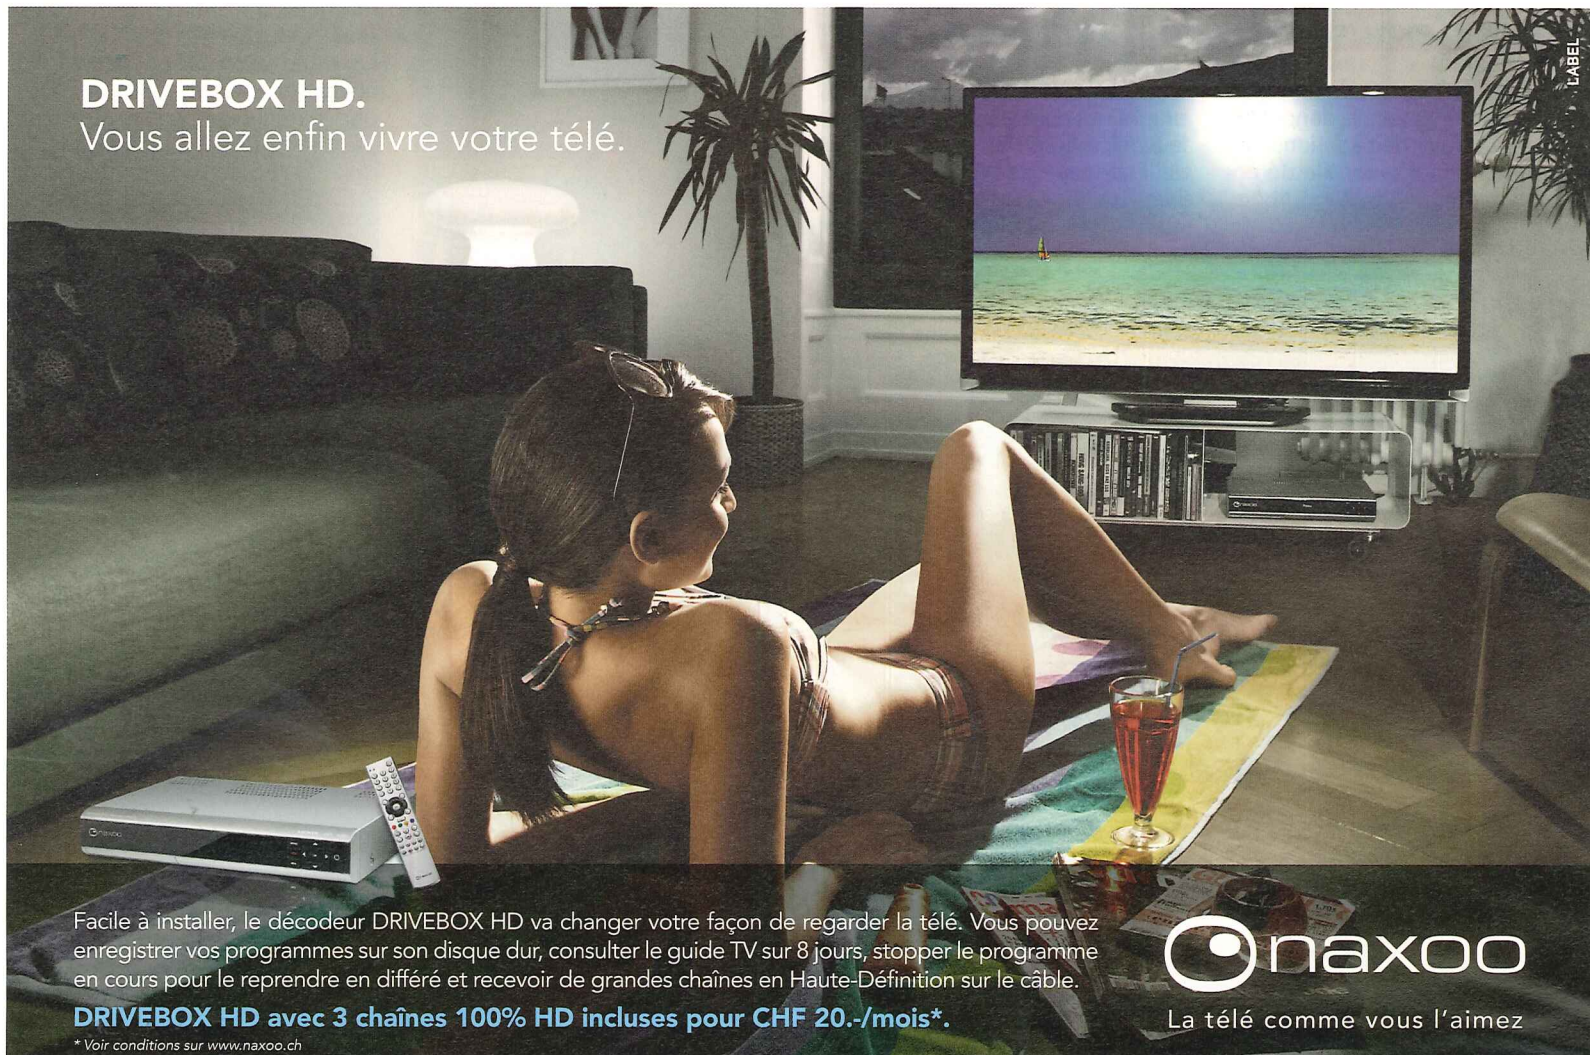 LABEL
DRIVEBOX HD.
Vous allez enfin vivre votre télé.
naxoo
Facile à installer, le décodeur DRIVEBOX HD va changer votre façon de regarder la télé. Vous pouvez
enregistrer vos programmes sur son disque dur, consulter le guide TV sur 8 jours, stopper le programme
en cours pour le reprendre en différé et recevoir de grandes chaînes en Haute-Définition sur le câble.
DRIVEBOX HD avec 3 chaînes 100% HD incluses pour CHF 20.-/mois*.
* Voir conditions sur www.naxoo.ch
naxoo
La télé comme vous l'aimez